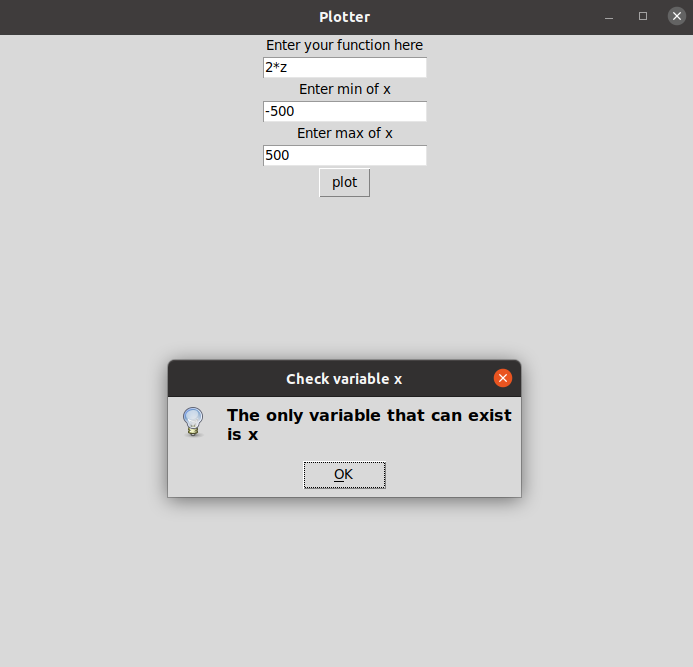 Plotter
Enter your function here
2*z
Enter min of x
-500
Enter max of x
500
plot
Check variable x
The only variable that can exist
is x
OK